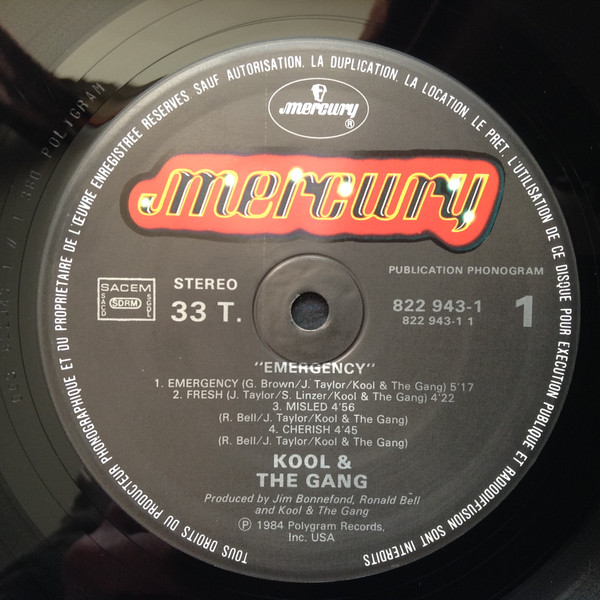 TOUS DROITS DU PRODUCTEUR PHONOGRAPHIQUE ET DU PROPRIETAIRE DE L'ŒUVRE ENREGISTREE RESERVES. SAUF AUTORISATION, LA DUPLICATION, LA LOCATION, LE PRET, L'UTILISATION DE CE DISQUE POUR EXECUTION PUBLIQUE ET RADIODIFFUSION SONT INTERDITS
mercury ®
mercury
PUBLICATION PHONOGRAM
SACEM
SACD SDRM SGDL
STEREO
33 T.
822 943-1
822 943-1 1
1
"EMERGENCY"
1. EMERGENCY (G. Brown/J. Taylor/Kool & The Gang) 5'17
2. FRESH (J. Taylor/S. Linzer/Kool & The Gang) 4'22
3. MISLED 4'56
(R. Bell/J. Taylor/Kool & The Gang)
4. CHERISH 4'45
(R. Bell/J. Taylor/Kool & The Gang)
KOOL &
THE GANG
Produced by Jim Bonnefond, Ronald Bell
and Kool & The Gang
℗ 1984 Polygram Records,
Inc. USA
380 POLYGRAM